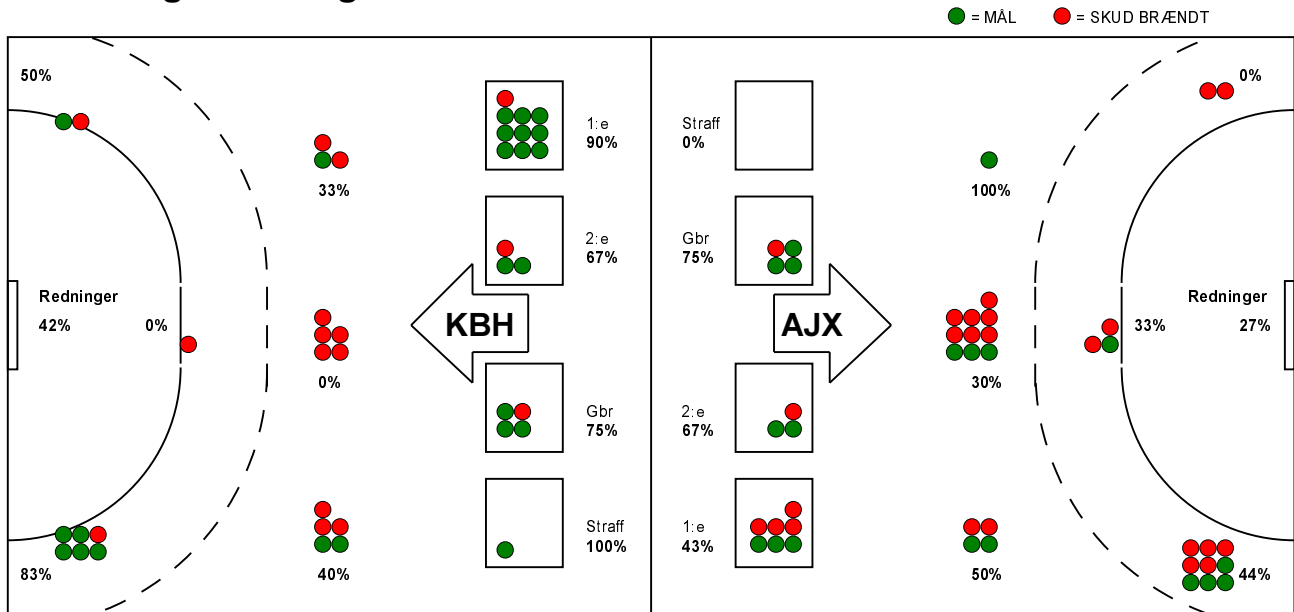 = MÅL
= SKUD BRÆNDT
50%
33%
Redninger
42%
0%
0%
83%
40%
1:e
90%
2:e
67%
KBH
Gbr
75%
Straff
100%
Straff
0%
Gbr
75%
AJX
2:e
67%
1:e
43%
0%
100%
Redninger
33%
27%
30%
50%
44%